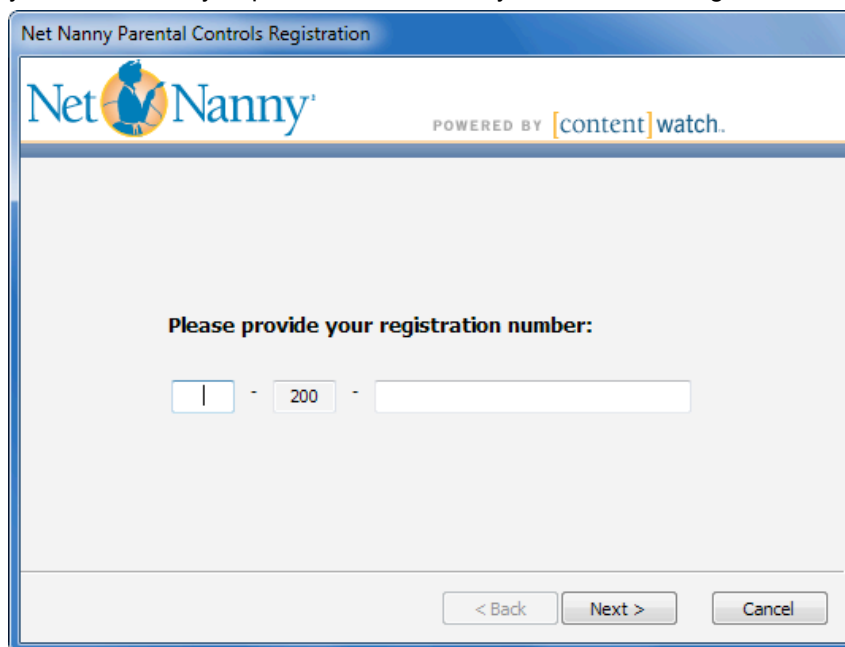 Net Nanny Parental Controls Registration
Net Nanny
POWERED BY [content]watch.
Please provide your registration number:
- 200 -
< Back Next > Cancel